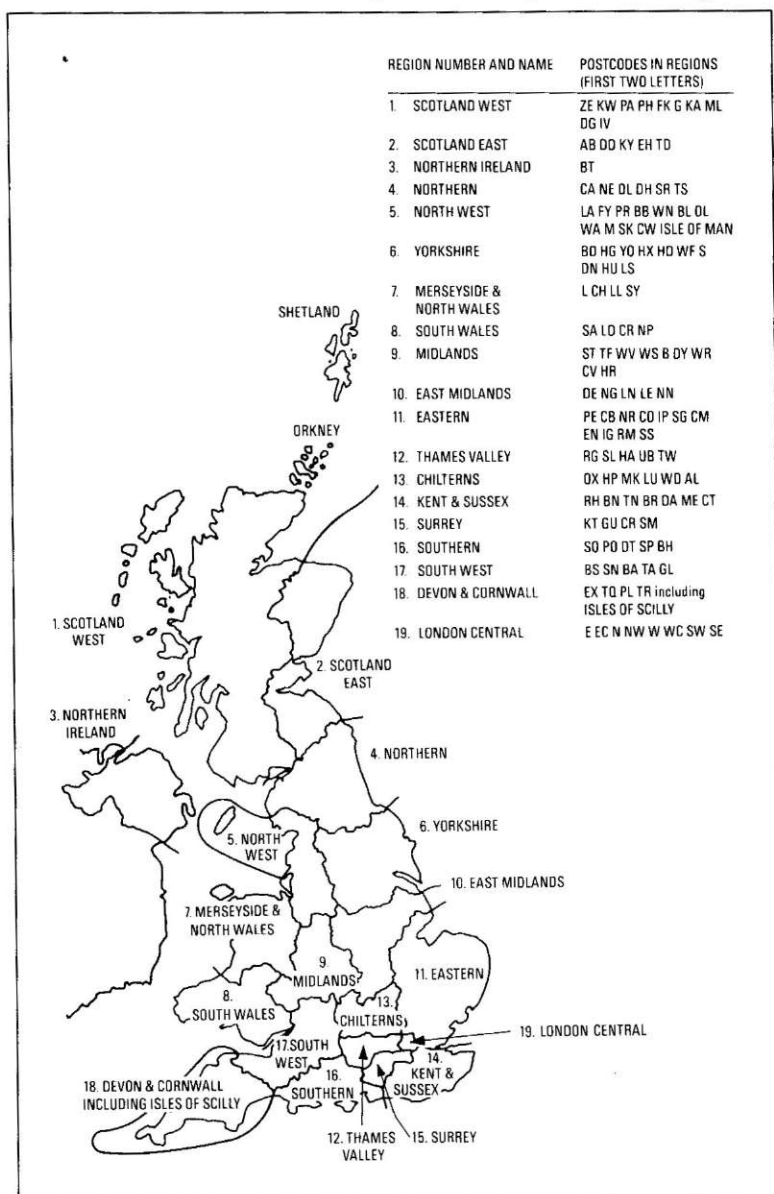 REGION NUMBER AND NAME POSTCODES IN REGIONS
(FIRST TWO LETTERS)
1. SCOTLAND WEST ZE KW PA PH FK G KA ML
DG IV
2. SCOTLAND EAST AB DD KY EH TD
3. NORTHERN IRELAND BT
4. NORTHERN CA NE DL DH SR TS
5. NORTH WEST LA FY PR BB WN BL OL
WA M SK CW ISLE OF MAN
6. YORKSHIRE BD HG YO HX HD WF S
DN HU LS
7. MERSEYSIDE & L CH LL SY
NORTH WALES
8. SOUTH WALES SA LD CR NP
9. MIDLANDS ST TF WV WS B DY WR
CV HR
10. EAST MIDLANDS DE NG LN LE NN
11. EASTERN PE CB NR CO IP SG CM
EN IG RM SS
12. THAMES VALLEY RG SL HA UB TW
13. CHILTERNS OX HP MK LU WD AL
14. KENT & SUSSEX RH BN TN BR DA ME CT
15. SURREY KT GU CR SM
16. SOUTHERN SO PO DT SP BH
17. SOUTH WEST BS SN BA TA GL
18. DEVON & CORNWALL EX TQ PL TR including
ISLES OF SCILLY
19. LONDON CENTRAL E EC N NW W WC SW SE
SHETLAND
ORKNEY
1. SCOTLAND
WEST
2. SCOTLAND
EAST
3. NORTHERN
IRELAND
4. NORTHERN
5. NORTH
WEST
6. YORKSHIRE
10. EAST MIDLANDS
7. MERSEYSIDE &
NORTH WALES
9.
MIDLANDS
11. EASTERN
8.
SOUTH WALES
13.
CHILTERNS
19. LONDON CENTRAL
17. SOUTH
WEST
14.
KENT &
SUSSEX
18. DEVON & CORNWALL
INCLUDING ISLES OF SCILLY
16.
SOUTHERN
12. THAMES
VALLEY
15. SURREY